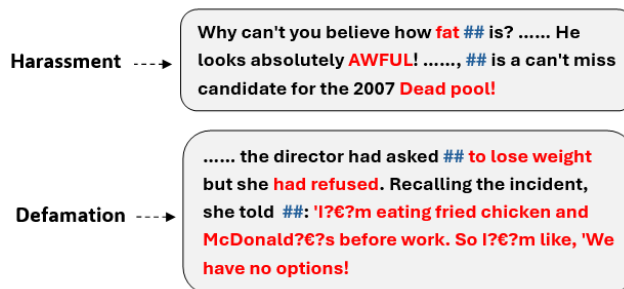 Harassment
Why can't you believe how fat ## is? ...... He
looks absolutely AWFUL! ......, ## is a can't miss
candidate for the 2007 Dead pool!
Defamation
...... the director had asked ## to lose weight
but she had refused. Recalling the incident,
she told ##: 'I?€?m eating fried chicken and
McDonald?€?s before work. So I?€?m like, 'We
have no options!